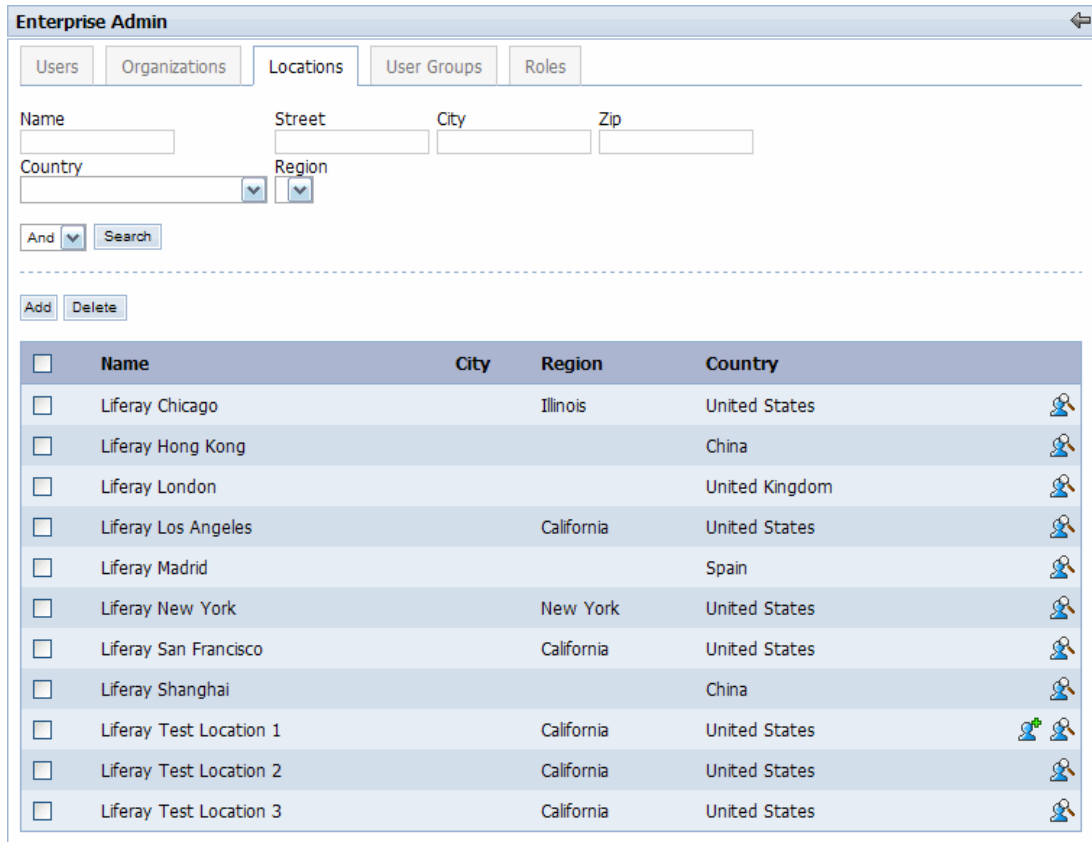 Enterprise Admin
Users Organizations Locations User Groups Roles
Name Street City Zip
Country Region
And Search
Add Delete
Name City Region Country
Liferay Chicago Illinois United States
Liferay Hong Kong China
Liferay London United Kingdom
Liferay Los Angeles California United States
Liferay Madrid Spain
Liferay New York New York United States
Liferay San Francisco California United States
Liferay Shanghai China
Liferay Test Location 1 California United States
Liferay Test Location 2 California United States
Liferay Test Location 3 California United States